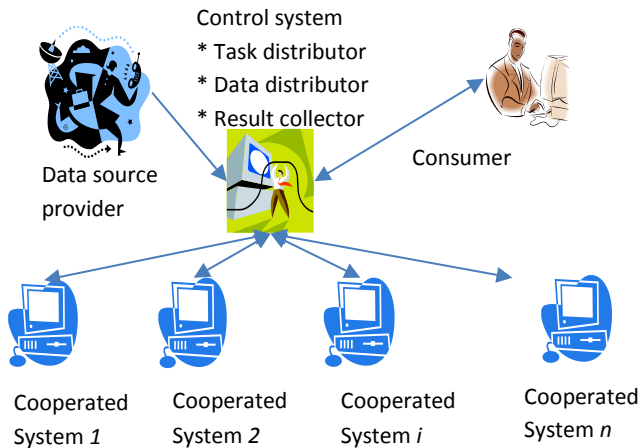 Control system
* Task distributor
* Data distributor
* Result collector
Data source
provider
Consumer
Cooperated
System 1
Cooperated
System 2
Cooperated
System i
Cooperated
System n